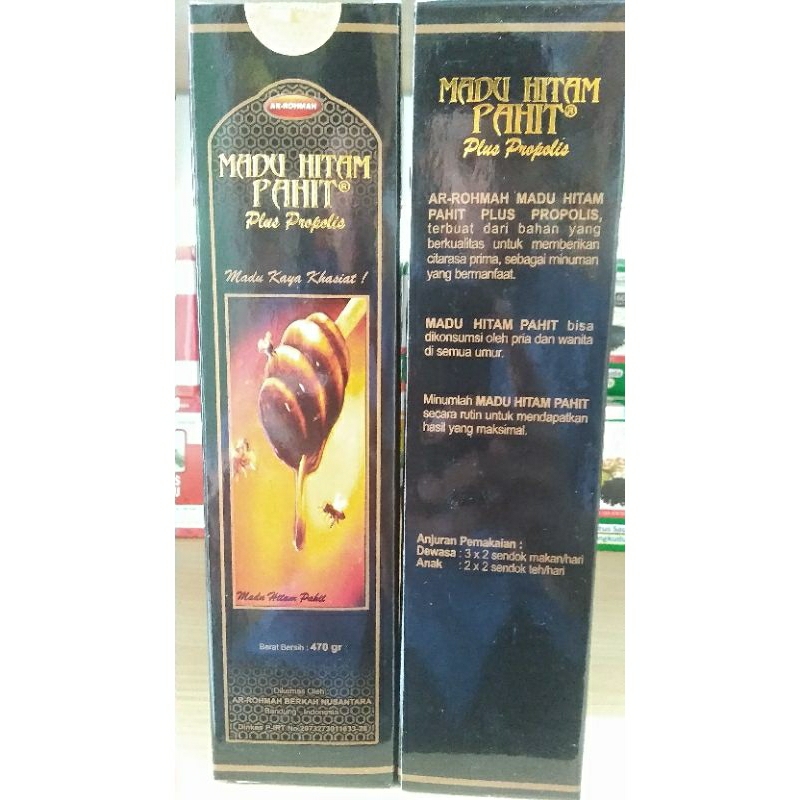 AR-ROHMAH
MADU HITAM
PAHIT®
Plus Propolis
Madu Kaya Khasiat !
Madu Hitam Pahit
Berat Bersih : 470 gr
Dikemas Oleh
AR-ROHMAH BERKAH NUSANTARA
Bandung - Indonesia
Dinkes P-IRT No.
MADU HITAM
PAHIT®
Plus Propolis
AR-ROHMAH MADU HITAM
PAHIT PLUS PROPOLIS,
terbuat dari bahan yang
berkualitas untuk memberikan
citarasa prima, sebagai minuman
yang bermanfaat.
MADU HITAM PAHIT bisa
dikonsumsi oleh pria dan wanita
di semua umur.
Minumlah MADU HITAM PAHIT
secara rutin untuk mendapatkan
hasil yang maksimal.
Anjuran Pemakaian :
Dewasa : 3 x 2 sendok makan/hari
Anak : 2 x 2 sendok teh/hari